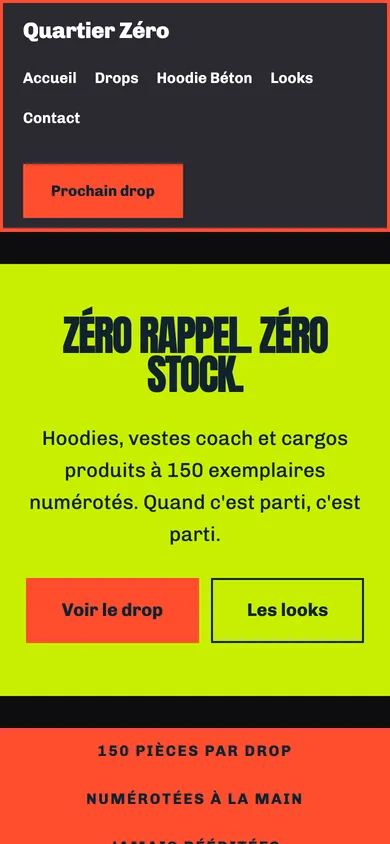 Quartier Zéro
Accueil Drops Hoodie Béton Looks
Contact
Prochain drop
ZÉRO RAPPEL. ZÉRO
STOCK.
Hoodies, vestes coach et cargos
produits à 150 exemplaires
numérotés. Quand c'est parti, c'est
parti.
Voir le drop Les looks
150 PIÈCES PAR DROP
NUMÉROTÉES À LA MAIN
JAMAIS RÉÉDITÉES